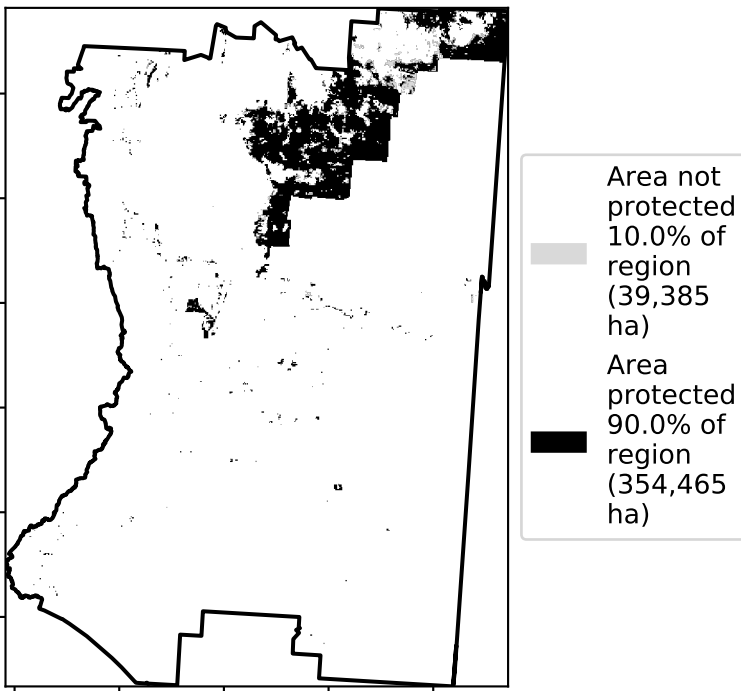 Area not
protected
10.0% of
region
(39,385
ha)
Area
protected
90.0% of
region
(354,465
ha)